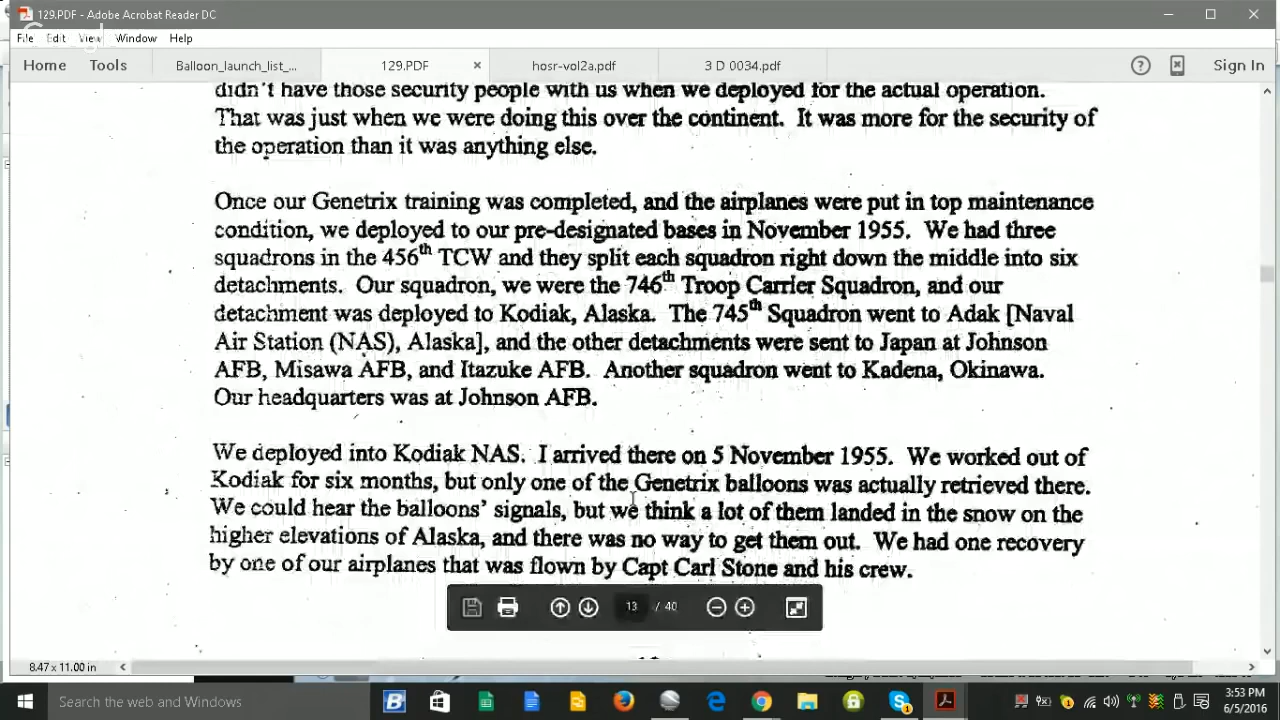 129.PDF - Adobe Acrobat Reader DC
Google
File Edit View Window Help
Home Tools Balloon_launch_list_... 129.PDF × hosr-vol2a.pdf 3 D 0034.pdf ? Sign In
didn't have those security people with us when we deployed for the actual operation.
That was just when we were doing this over the continent. It was more for the security of
the operation than it was anything else.
Once our Genetrix training was completed, and the airplanes were put in top maintenance
condition, we deployed to our pre-designated bases in November 1955. We had three
squadrons in the 456th TCW and they split each squadron right down the middle into six
detachments. Our squadron, we were the 746th Troop Carrier Squadron, and our
detachment was deployed to Kodiak, Alaska. The 745th Squadron went to Adak [Naval
Air Station (NAS), Alaska], and the other detachments were sent to Japan at Johnson
AFB, Misawa AFB, and Itazuke AFB. Another squadron went to Kadena, Okinawa.
Our headquarters was at Johnson AFB.
We deployed into Kodiak NAS. I arrived there on 5 November 1955. We worked out of
Kodiak for six months, but only one of the Genetrix balloons was actually retrieved there.
We could hear the balloons' signals, but we think a lot of them landed in the snow on the
higher elevations of Alaska, and there was no way to get them out. We had one recovery
by one of our airplanes that was flown by Capt Carl Stone and his crew.
13 / 40
8.47 x 11.00 in
Search the web and Windows
3:53 PM
6/5/2016